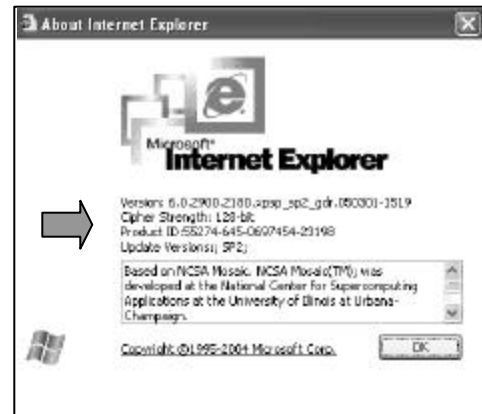 About Internet Explorer
Microsoft®
Internet Explorer
Version: 6.0.2900.2180.xpsp_sp2_gdr.050301-1519
Cipher Strength: 128-bit
Product ID:55274-645-0697454-23198
Update Versions:; SP2;
Based on NCSA Mosaic. NCSA Mosaic(TM); was
developed at the National Center for Supercomputing
Applications at the University of Illinois at Urbana-
Champaign.
Copyright ©1995-2004 Microsoft Corp.
OK